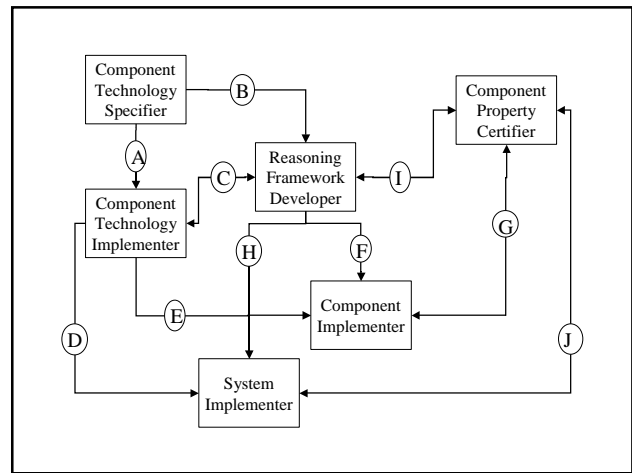 Component
Technology
Specifier
B
Component
Property
Certifier
A
Reasoning
Framework
Developer
I
C
Component
Technology
Implementer
G
H
F
Component
Implementer
E
D
J
System
Implementer